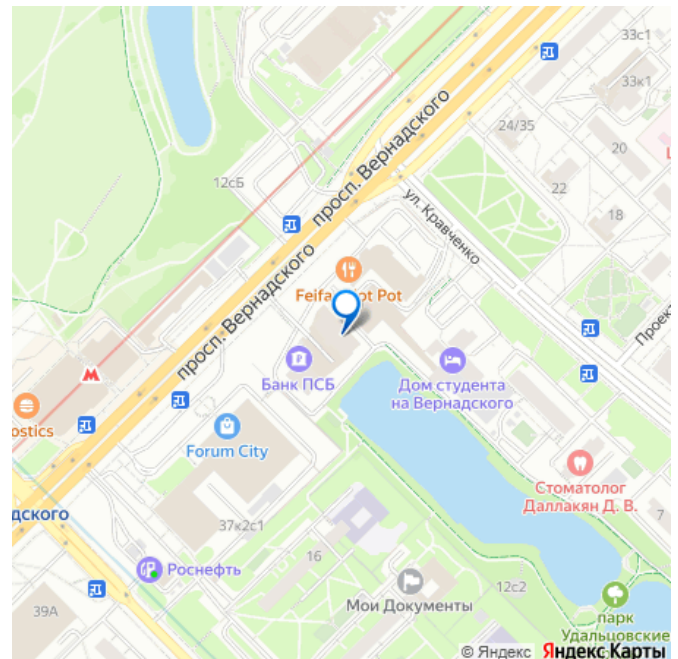 33с1
33к1
24/35
20
22
18
12сБ
просп. Вернадского
ул. Кравченко
просп. Вернадского
Feifa
ot Pot
Банк ПСБ
Дом студента
на Вернадского
Проект
ostics
Forum City
Стоматолог
Даллакян Д. В.
7
дского
37к2с1
16
Роснефть
Мои Документы
12с2
39А
парк
Удальцовские
© Яндекс Яндекс Карты